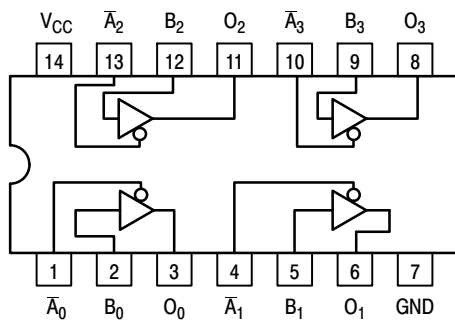 V_CC A̅₂ B₂ O₂ A̅₃ B₃ O₃
14 13 12 11 10 9 8
1 2 3 4 5 6 7
A̅₀ B₀ O₀ A̅₁ B₁ O₁ GND